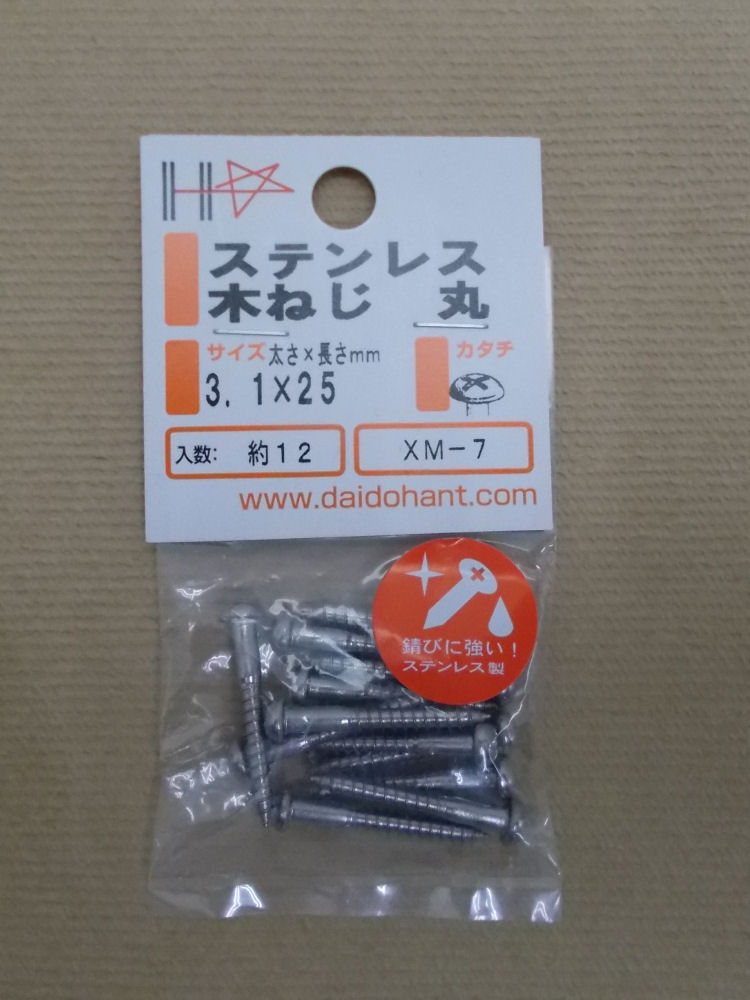 ステンレス
木ねじ 丸
サイズ 太さ×長さmm
3.1×25
カタチ
入数: 約12
XM-7
www.daidohant.com
錆びに強い!
ステンレス製